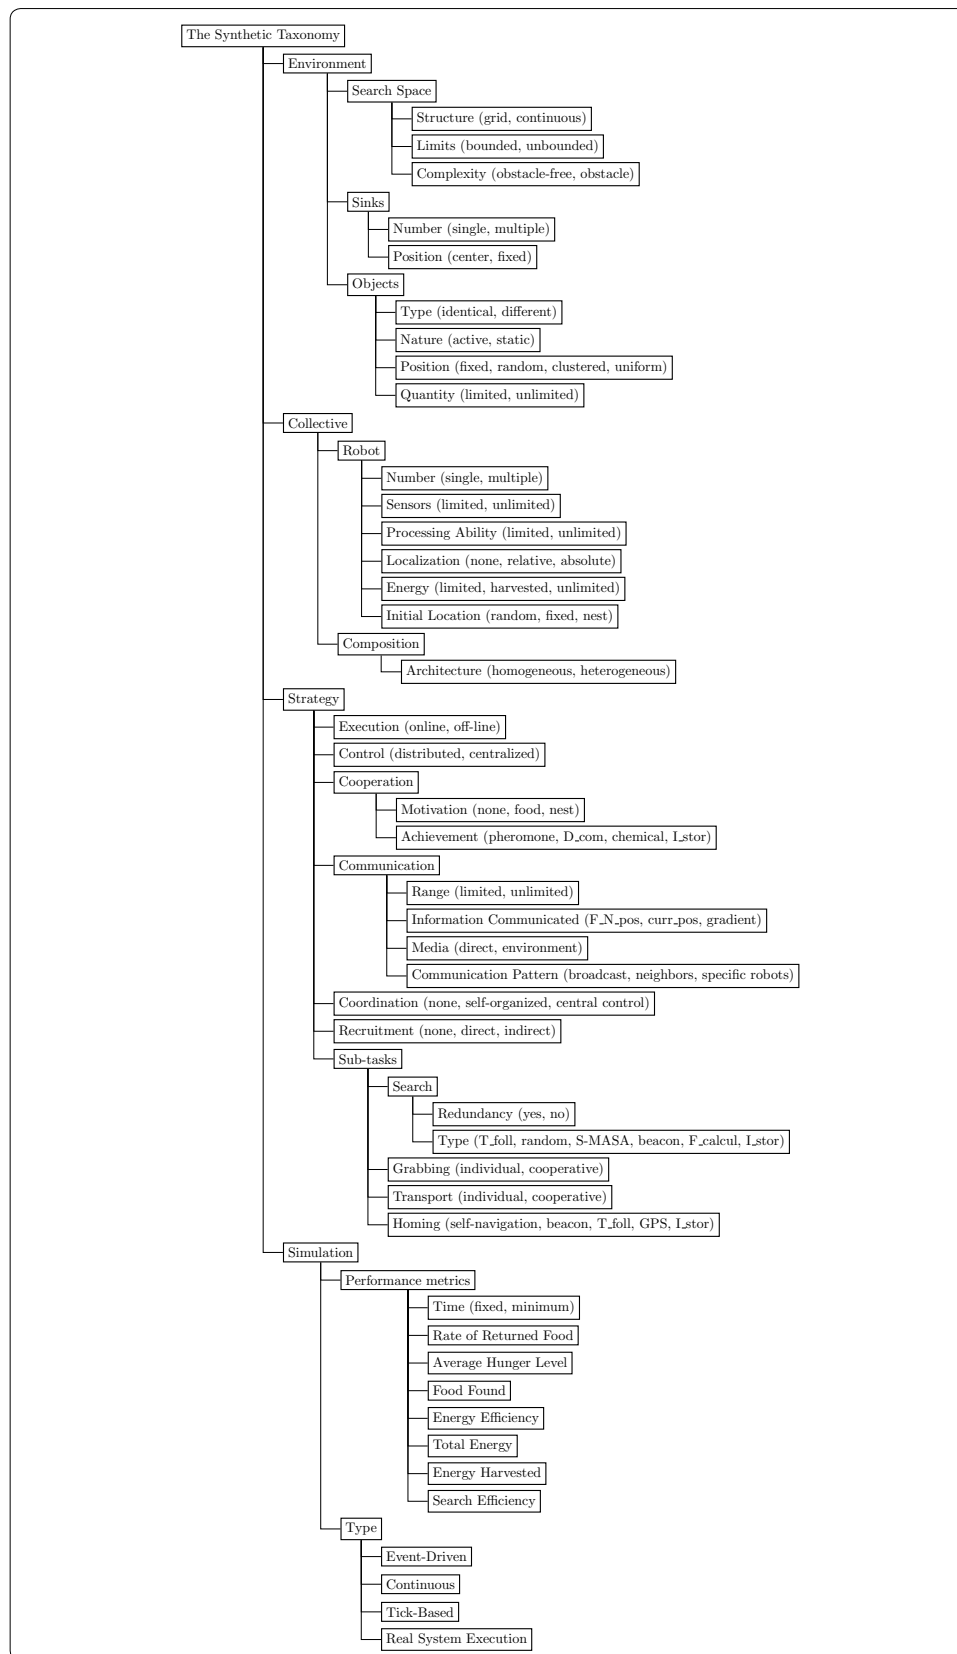 The Synthetic Taxonomy
Environment
Search Space
Structure (grid, continuous)
Limits (bounded, unbounded)
Complexity (obstacle-free, obstacle)
Sinks
Number (single, multiple)
Position (center, fixed)
Objects
Type (identical, different)
Nature (active, static)
Position (fixed, random, clustered, uniform)
Quantity (limited, unlimited)
Collective
Robot
Number (single, multiple)
Sensors (limited, unlimited)
Processing Ability (limited, unlimited)
Localization (none, relative, absolute)
Energy (limited, harvested, unlimited)
Initial Location (random, fixed, nest)
Composition
Architecture (homogeneous, heterogeneous)
Strategy
Execution (online, off-line)
Control (distributed, centralized)
Cooperation
Motivation (none, food, nest)
Achievement (pheromone, D_com, chemical, I_stor)
Communication
Range (limited, unlimited)
Information Communicated (F_N_pos, curr_pos, gradient)
Media (direct, environment)
Communication Pattern (broadcast, neighbors, specific robots)
Coordination (none, self-organized, central control)
Recruitment (none, direct, indirect)
Sub-tasks
Search
Redundancy (yes, no)
Type (T_foll, random, S-MASA, beacon, F_calcul, I_stor)
Grabbing (individual, cooperative)
Transport (individual, cooperative)
Homing (self-navigation, beacon, T_foll, GPS, I_stor)
Simulation
Performance metrics
Time (fixed, minimum)
Rate of Returned Food
Average Hunger Level
Food Found
Energy Efficiency
Total Energy
Energy Harvested
Search Efficiency
Type
Event-Driven
Continuous
Tick-Based
Real System Execution